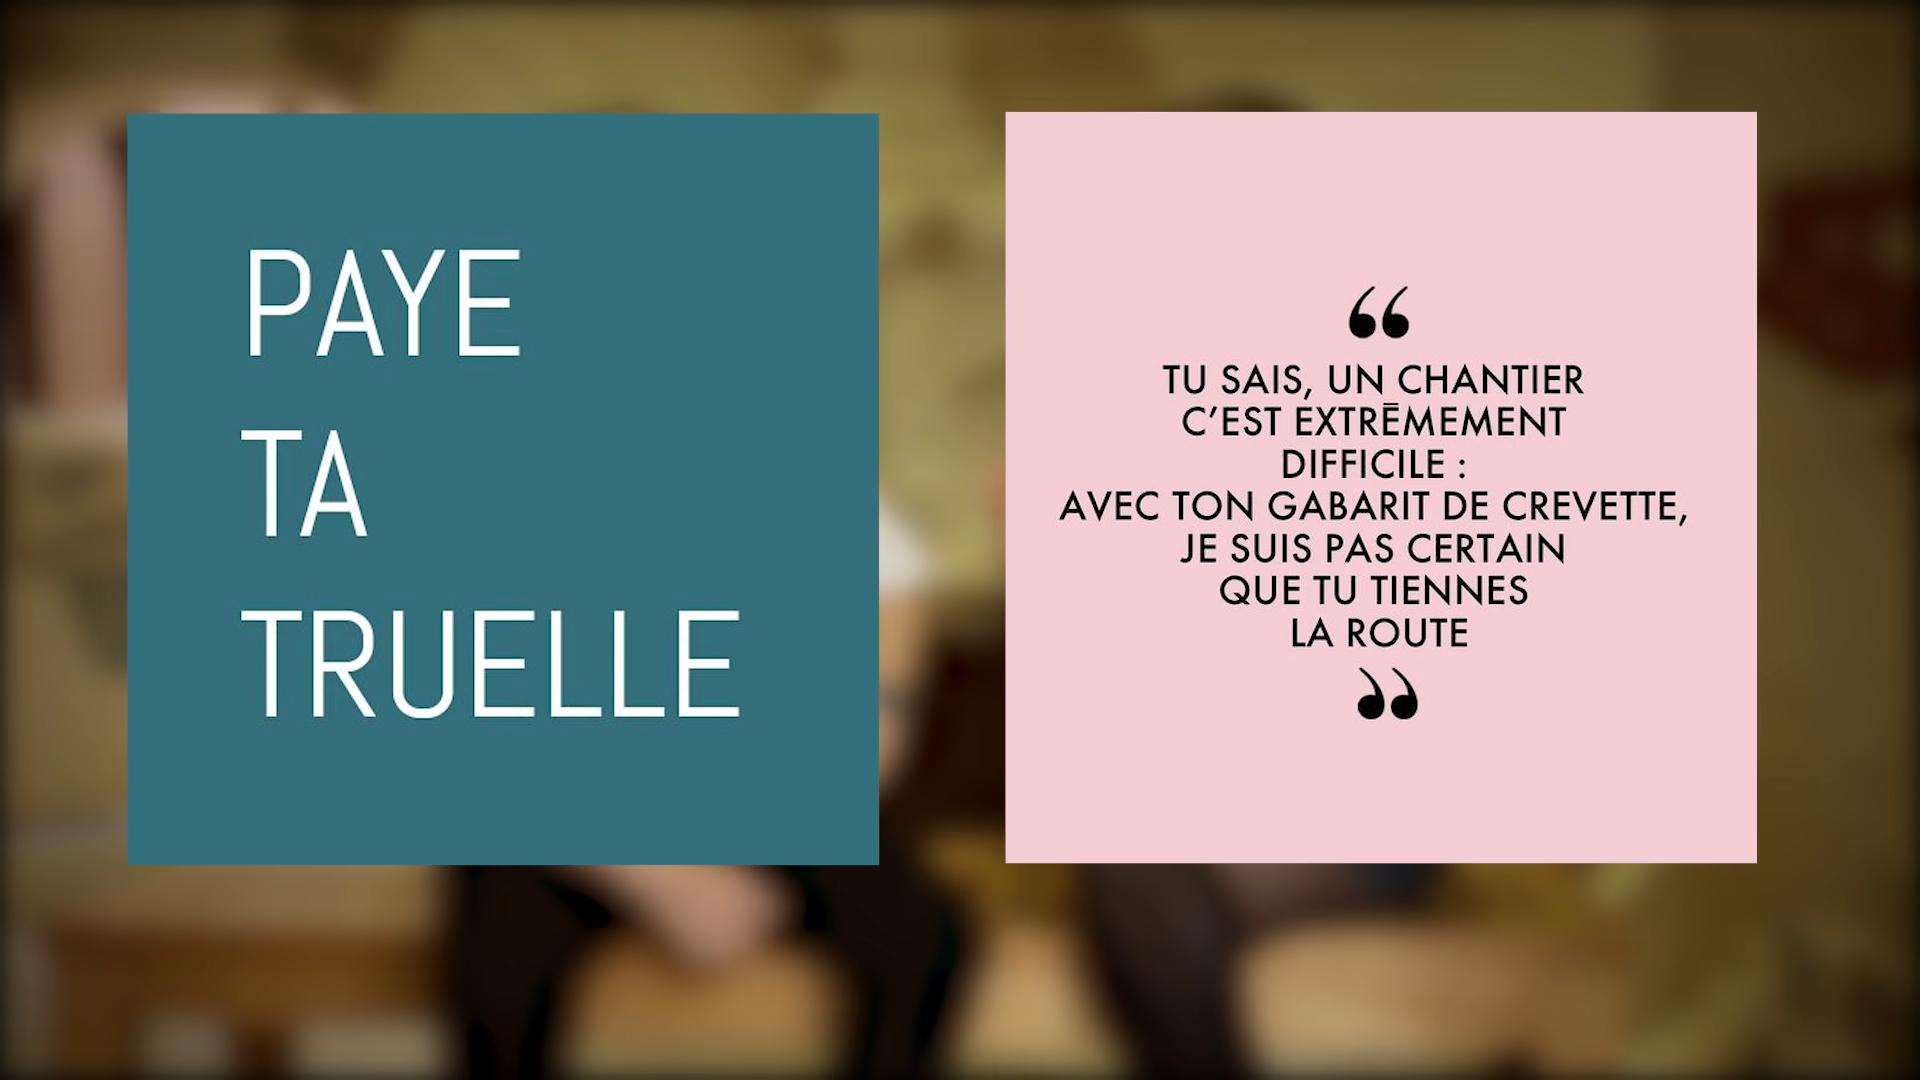 PAYE
TA
TRUELLE
“
TU SAIS, UN CHANTIER
C’EST EXTRĒMEMENT
DIFFICILE :
AVEC TON GABARIT DE CREVETTE,
JE SUIS PAS CERTAIN
QUE TU TIENNES
LA ROUTE
”